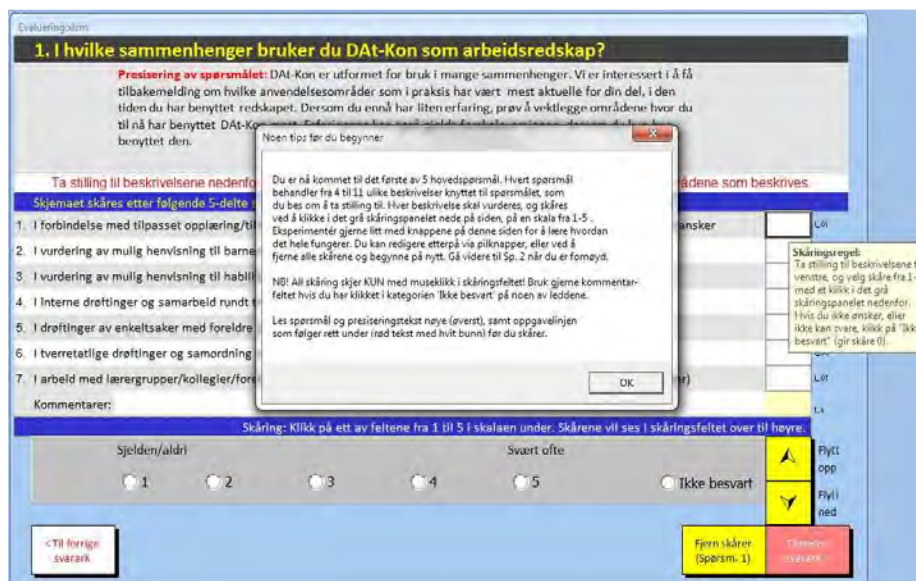 Evalueringsskjema
1. I hvilke sammenhenger bruker du DAt-Kon som arbeidsredskap?
Presisering av spørsmålet: DAt-Kon er utformet for bruk i mange sammenhenger. Vi er interessert i å få
tilbakemelding om hvilke anvendelsesområder som i praksis har vært mest aktuelle for din del, i den
tiden du har benyttet redskapet. Dersom du ennå har liten erfaring, prøv å vektlegge områdene hvor du
til nå har benyttet DAt-Kon
benyttet den.
Ta stilling til beskrivelsene nedenfo
rådene som beskrives.
Skjemaet skåres etter følgende 5-delte
1. I forbindelse med tilpasset opplæring/til
ansker
2. I vurdering av mulig henvisning til barne
3. I vurdering av mulig henvisning til habili
4. I Interne drøftinger og samarbeid rundt
5. I drøftinger av enkeltsaker med foreldre
6. I tverretatlige drøftinger og samordning
7. I arbeid med lærergrupper/kollegier/fore
er)
Kommentarer:
Noen tips før du begynner
Du er nå kommet til det første av 5 hovedspørsmål. Hvert spørsmål
behandler fra 4 til 11 ulike beskrivelser knyttet til spørsmålet, som
du bes om å ta stilling til. Hver beskrivelse skal vurderes, og skåres
ved å klikke i det grå skåringspanelet nede på siden, på en skala fra 1-5 .
Eksperimentér gjerne litt med knappene på denne siden for å lære hvordan
det hele fungerer. Du kan redigere etterpå via pilknapper, eller ved å
fjerne alle skårene og begynne på nytt. Gå videre til Sp. 2 når du er fornøyd.
NB! All skåring skjer KUN med museklikk i skåringsfeltet! Bruk gjerne kommentar-
feltet hvis du har klikket i kategorien 'Ikke besvart' på noen av leddene.
Les spørsmål og presiseringstekst nøye (øverst), samt oppgavelinjen
som følger rett under (rød tekst med hvit bunn) før du skårer.
OK
Skåringsregel:
Ta stilling til beskrivelsene t
venstre, og velg skåre fra 1-
med et klikk i det grå
skåringspanelet nedenfor.
Hvis du ikke ønsker, eller
ikke kan svare, klikk på "Ikk
besvart" (gir skåre 0).
Skåring: Klikk på ett av feltene fra 1 til 5 i skalaen under. Skårene vil ses i skåringsfeltet over til høyre.
Sjelden/aldri
Svært ofte
1 2 3 4 5 Ikke besvart
Flytt
opp
Flytt
ned
<Til forrige
svarark
Fjern skårer
(Spørsm. 1)
svarark